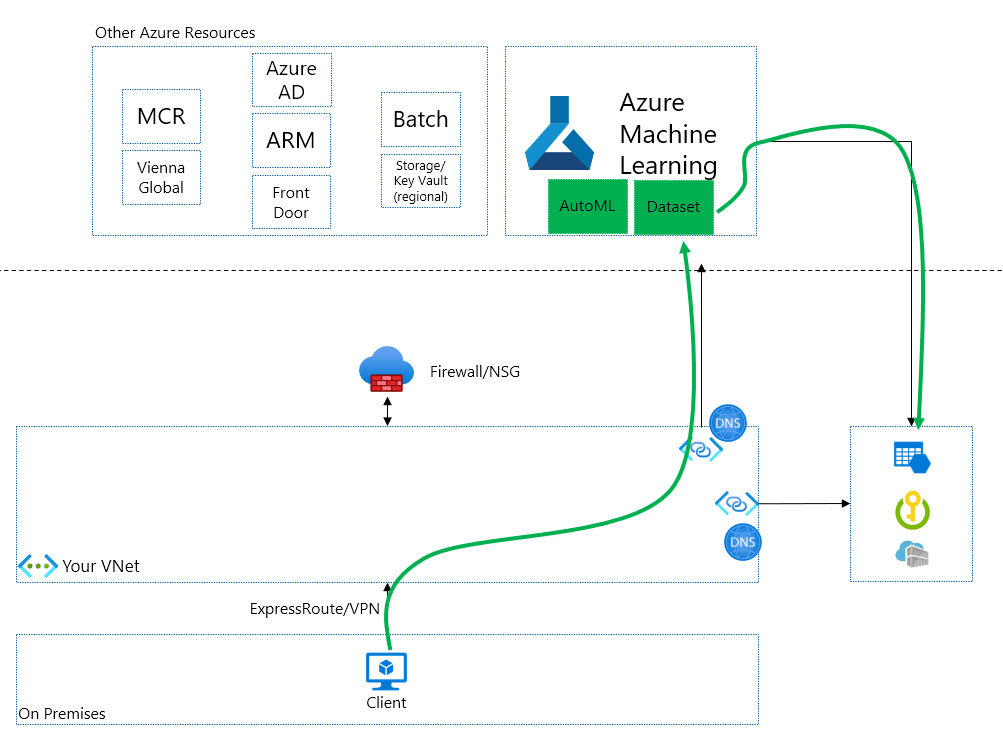 Other Azure Resources
Azure
AD
MCR
Batch
ARM
Vienna
Global
Storage/
Key Vault
(regional)
Front
Door
Azure
Machine
Learning
AutoML
Dataset
Firewall/NSG
DNS
DNS
Your VNet
ExpressRoute/VPN
Client
On Premises